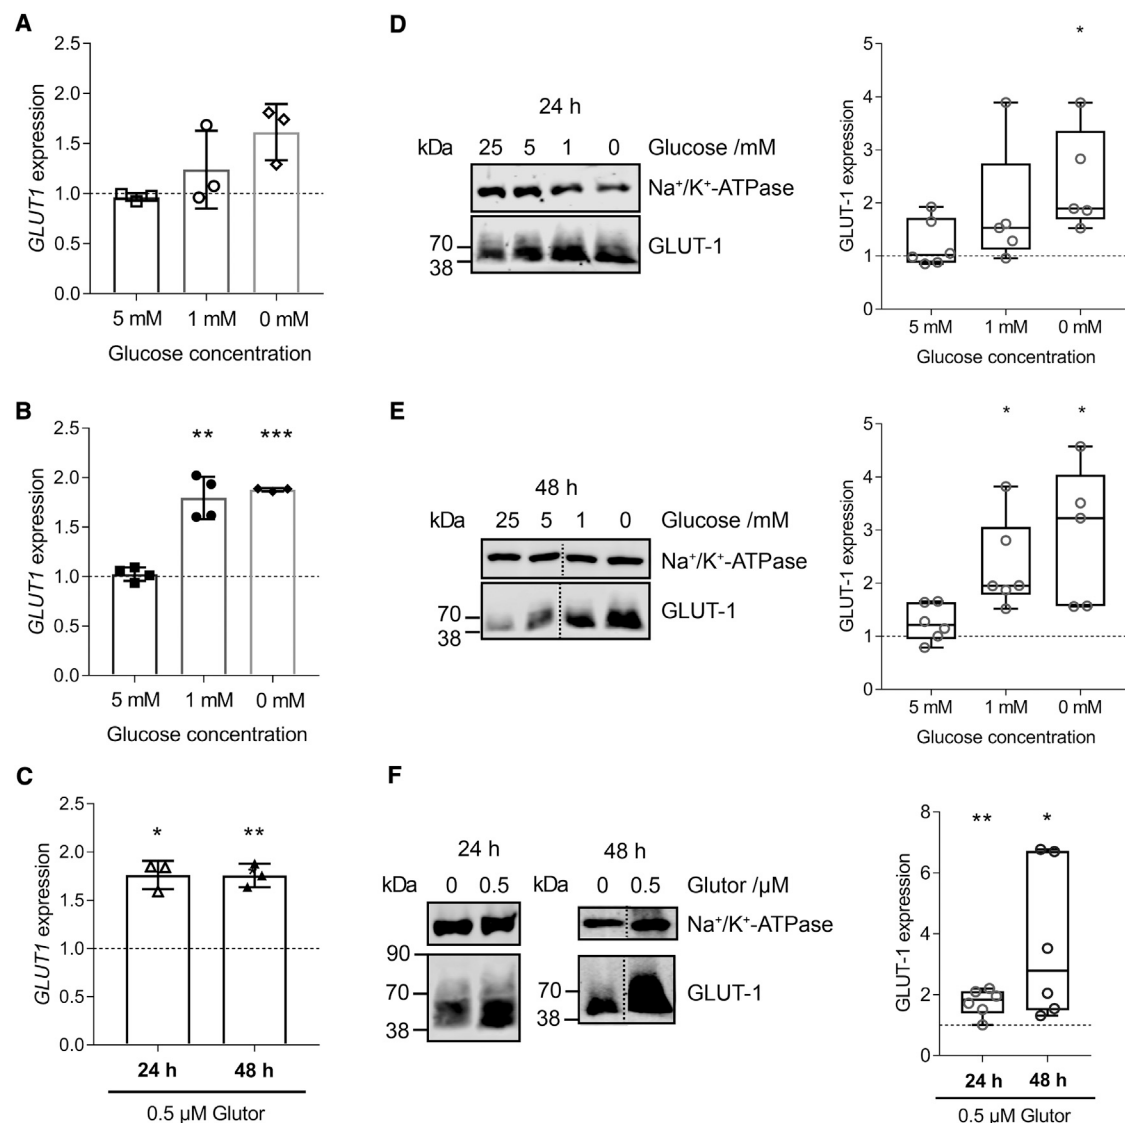 A
2.5
2.0
1.5
1.0
0.5
0.0
GLUT1 expression
5 mM 1 mM 0 mM
Glucose concentration
D
24 h
kDa 25 5 1 0 Glucose /mM
Na⁺/K⁺-ATPase
70
38
GLUT-1
*
5
4
3
2
1
0
GLUT-1 expression
5 mM 1 mM 0 mM
Glucose concentration
B
** ***
2.5
2.0
1.5
1.0
0.5
0.0
GLUT1 expression
5 mM 1 mM 0 mM
Glucose concentration
E
48 h
kDa 25 5 1 0 Glucose /mM
Na⁺/K⁺-ATPase
70
38
GLUT-1
* *
5
4
3
2
1
0
GLUT-1 expression
5 mM 1 mM 0 mM
Glucose concentration
C
* **
2.5
2.0
1.5
1.0
0.5
0.0
GLUT1 expression
24 h 48 h
0.5 µM Glutor
F
24 h 48 h
kDa 0 0.5 kDa 0 0.5 Glutor /µM
Na⁺/K⁺-ATPase
90
70
38
70
38
GLUT-1
** *
8
6
4
2
0
GLUT-1 expression
24 h 48 h
0.5 µM Glutor